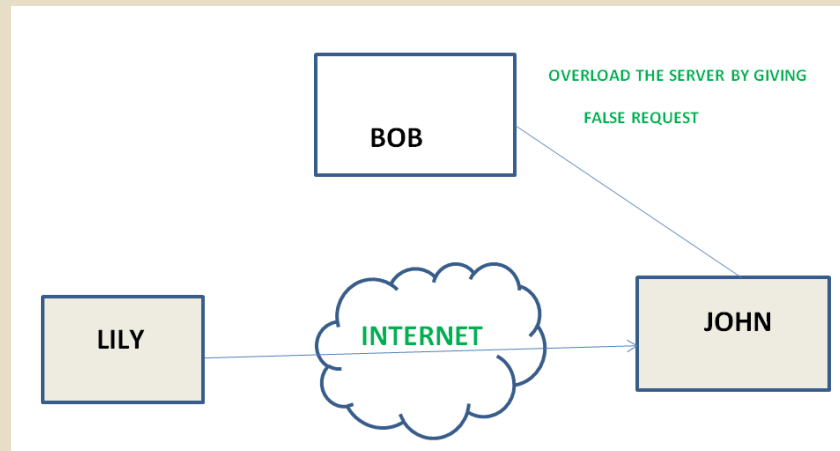 OVERLOAD THE SERVER BY GIVING
FALSE REQUEST
BOB
LILY
INTERNET
JOHN